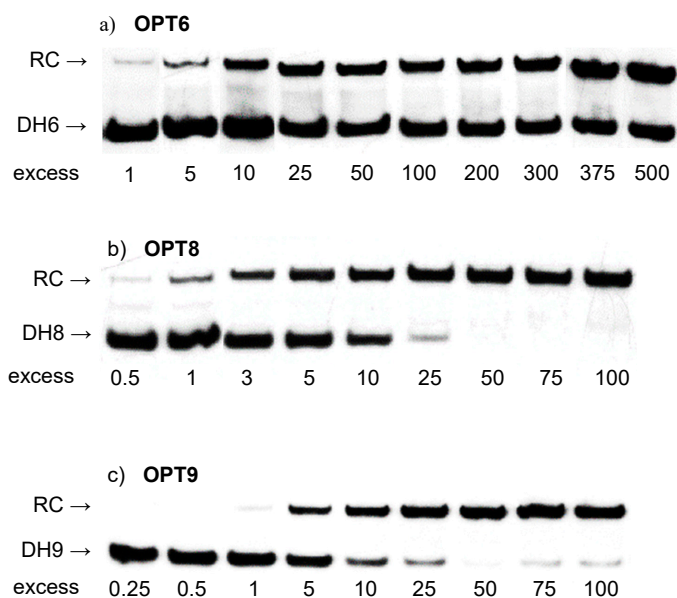 a) OPT6
RC →
DH6 →
excess 1 5 10 25 50 100 200 300 375 500
b) OPT8
RC →
DH8 →
excess 0.5 1 3 5 10 25 50 75 100
c) OPT9
RC →
DH9 →
excess 0.25 0.5 1 5 10 25 50 75 100